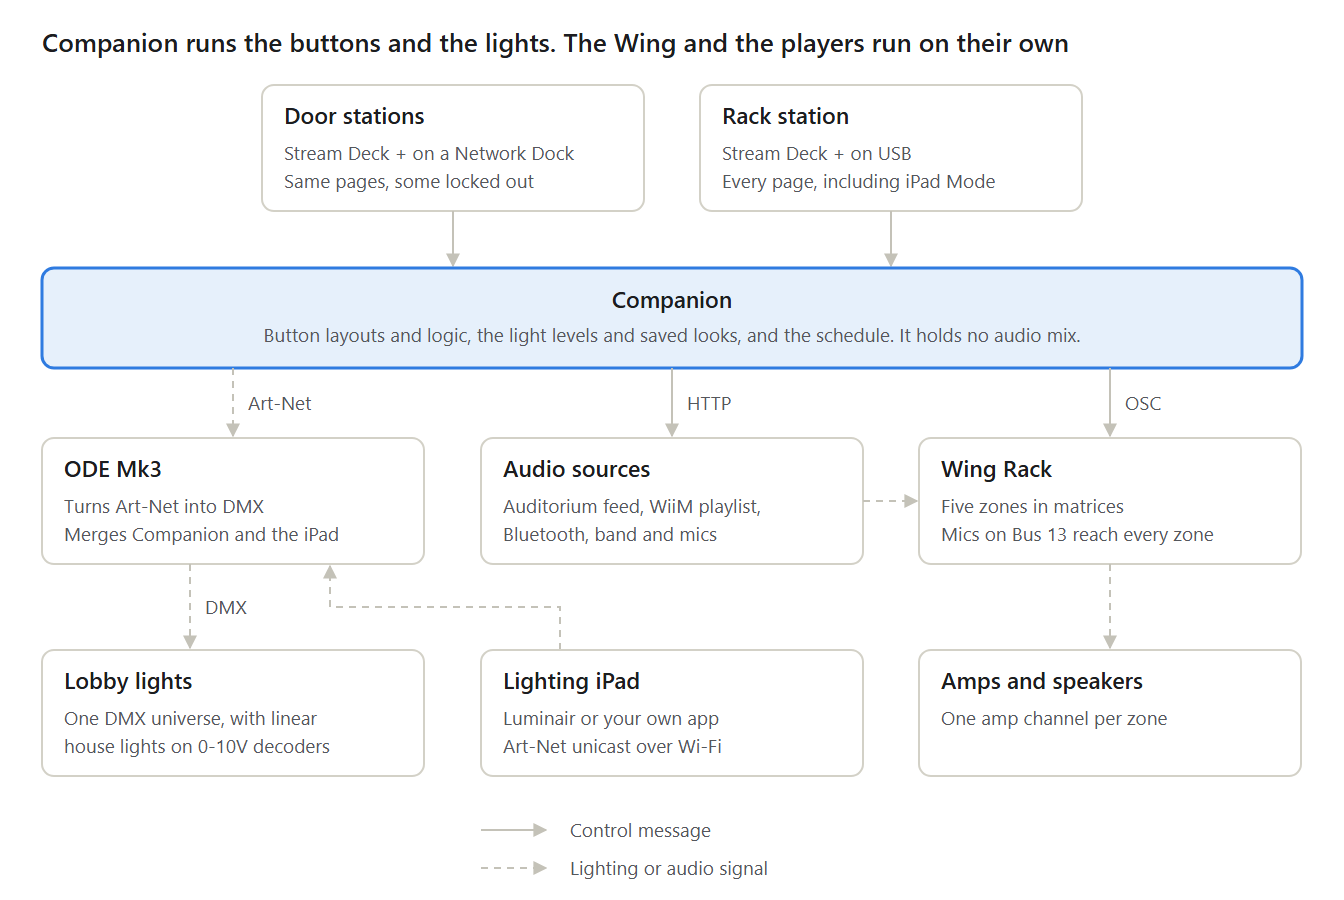 Companion runs the buttons and the lights. The Wing and the players run on their own
Door stations
Stream Deck + on a Network Dock
Same pages, some locked out
Rack station
Stream Deck + on USB
Every page, including iPad Mode
Companion
Button layouts and logic, the light levels and saved looks, and the schedule. It holds no audio mix.
Art-Net
HTTP
OSC
ODE Mk3
Turns Art-Net into DMX
Merges Companion and the iPad
Audio sources
Auditorium feed, WiiM playlist,
Bluetooth, band and mics
Wing Rack
Five zones in matrices
Mics on Bus 13 reach every zone
DMX
Lobby lights
One DMX universe, with linear
house lights on 0-10V decoders
Lighting iPad
Luminair or your own app
Art-Net unicast over Wi-Fi
Amps and speakers
One amp channel per zone
Control message
Lighting or audio signal